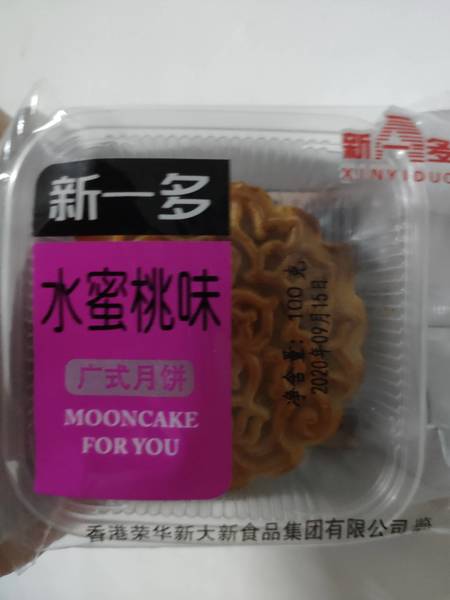 新一多
水蜜桃味
广式月饼
MOONCAKE
FOR YOU
新A多
XINYIDUO
净含量:100克
2020年09月16日
香港荣华新大新食品集团有限公司